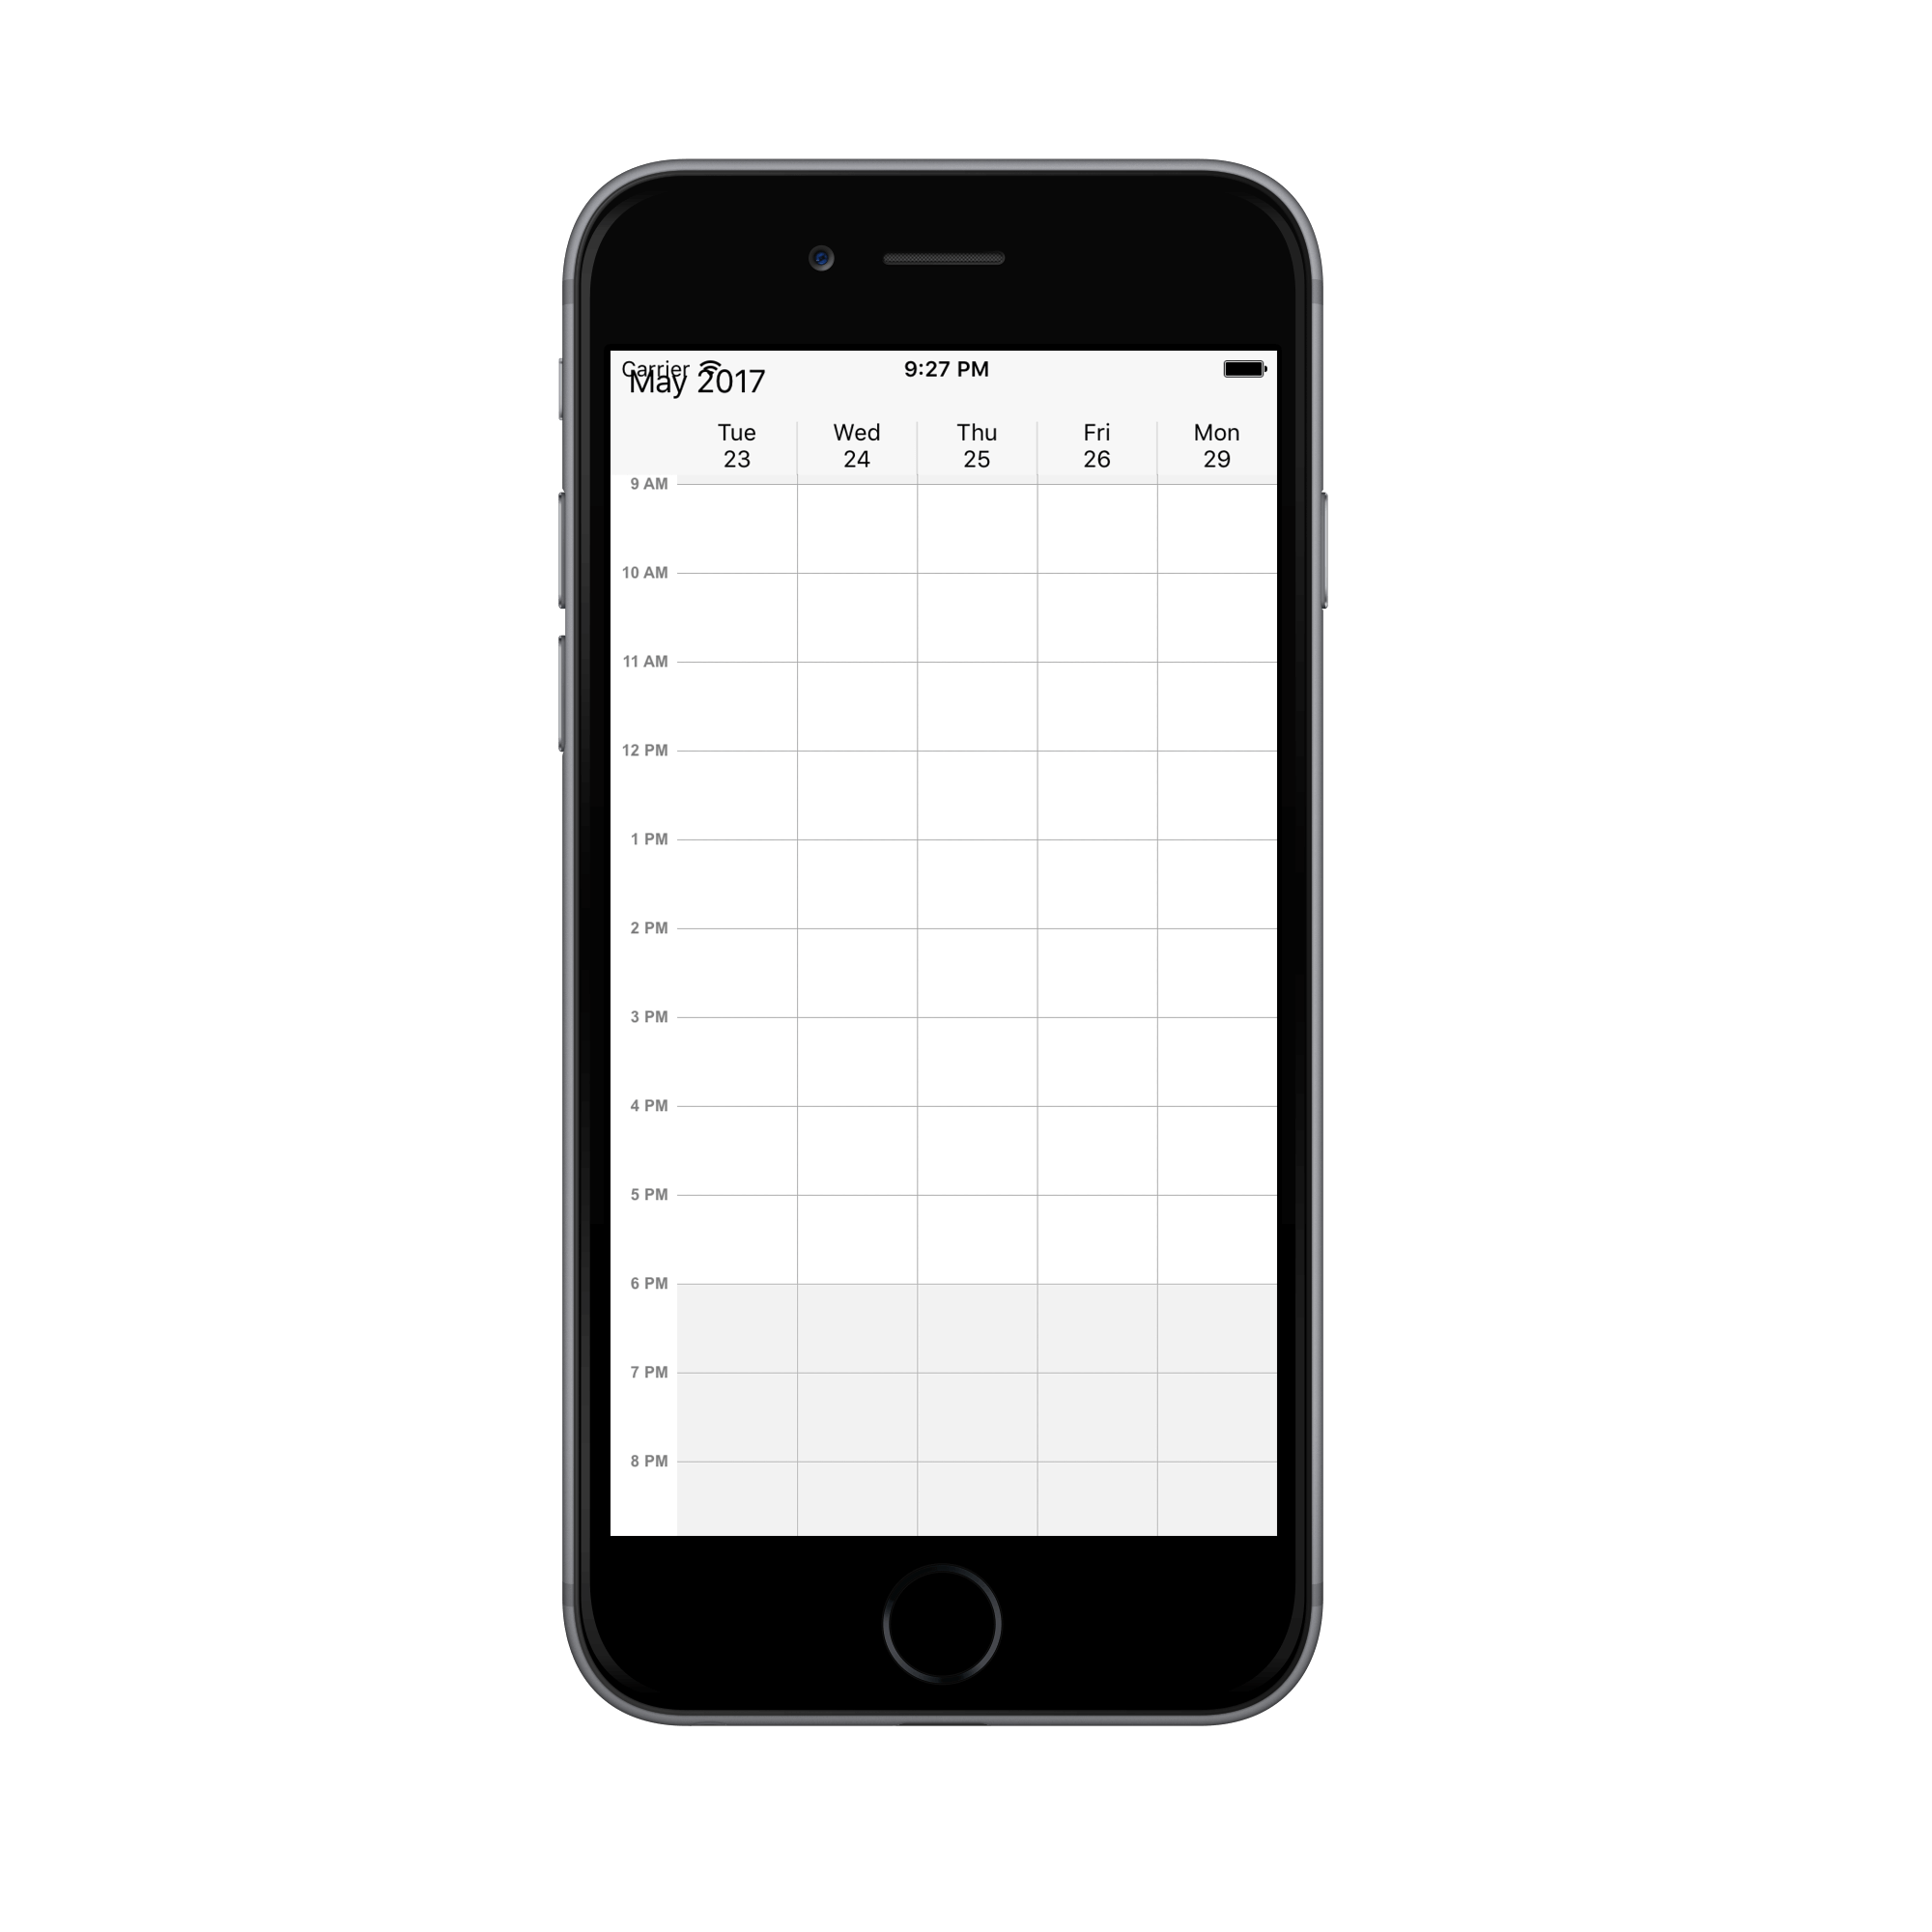 Carrier 9:27 PM
May 2017
Tue Wed Thu Fri Mon
23 24 25 26 29
9 AM
10 AM
11 AM
12 PM
1 PM
2 PM
3 PM
4 PM
5 PM
6 PM
7 PM
8 PM